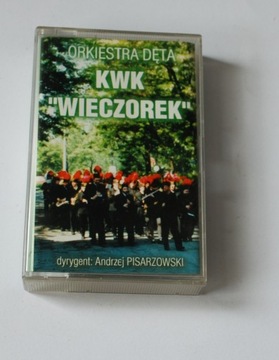 ORKIESTRA DĘTA
KWK
"WIECZOREK"
dyrygent: Andrzej PISARZOWSKI